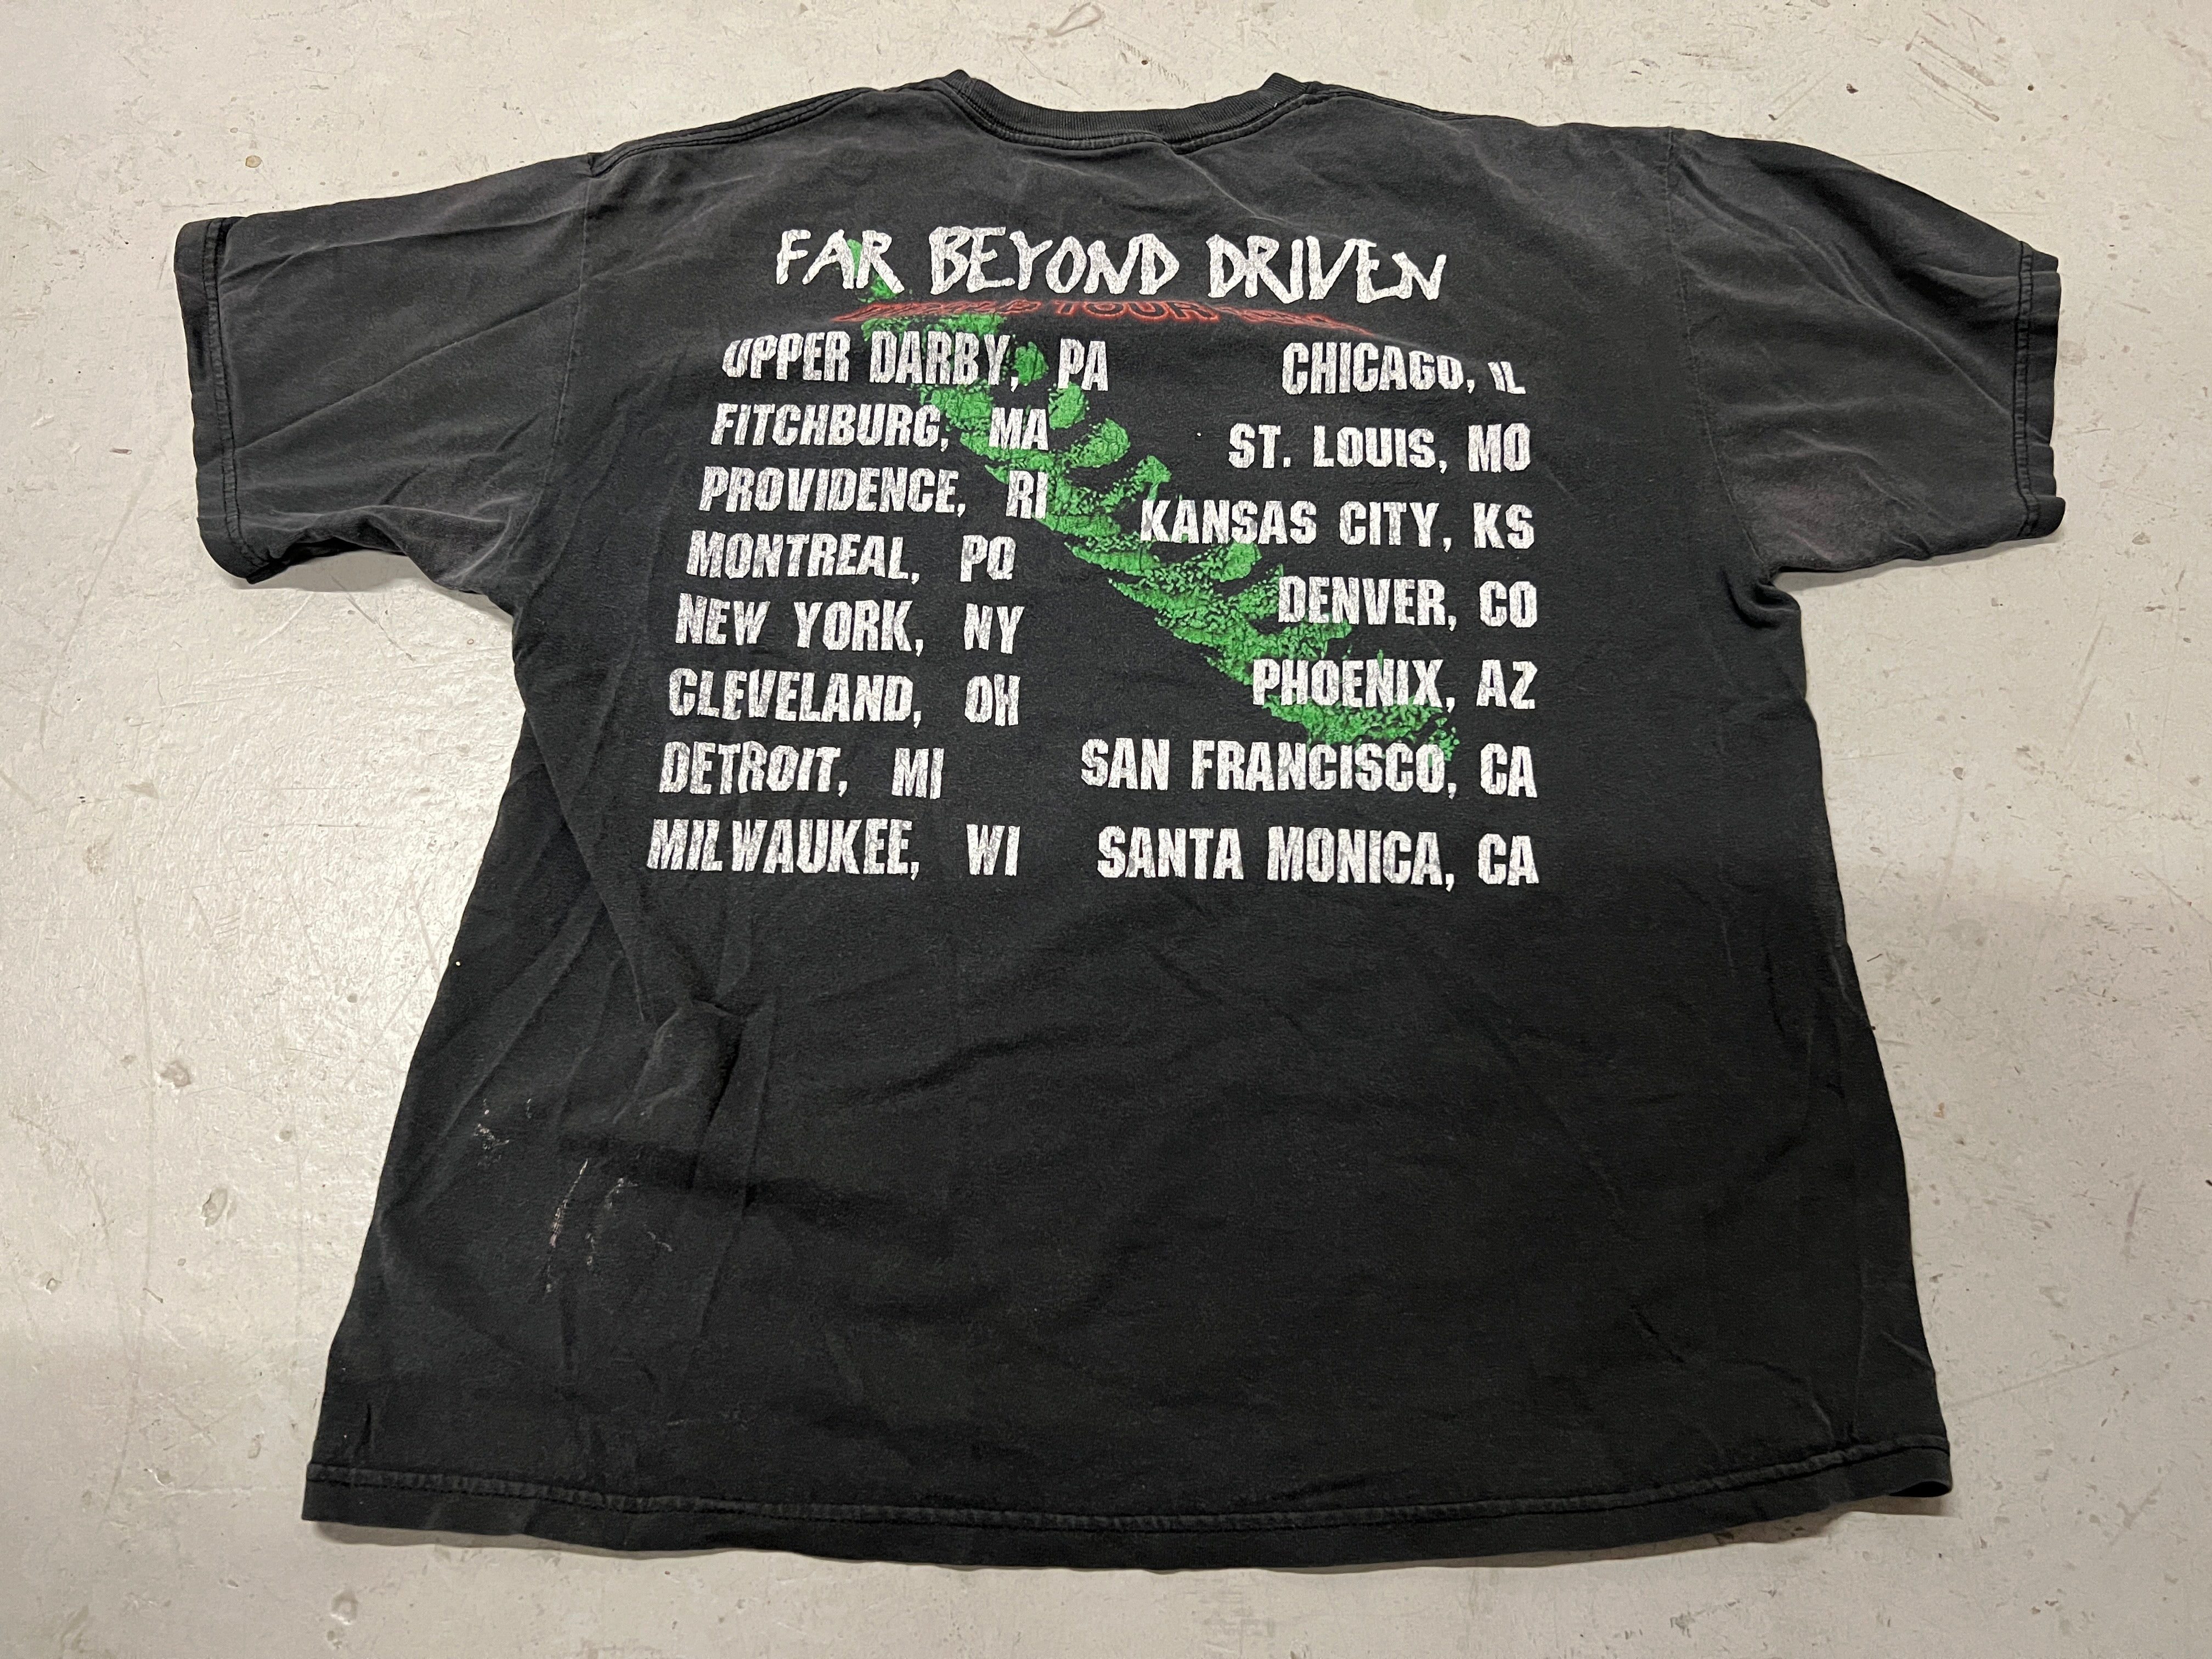 FAR BEYOND DRIVEN
TOUR
UPPER DARBY, PA
FITCHBURG, MA
PROVIDENCE, RI
MONTREAL, PQ
NEW YORK, NY
CLEVELAND, OH
DETROIT, MI
MILWAUKEE, WI
CHICAGO, IL
ST. LOUIS, MO
KANSAS CITY, KS
DENVER, CO
PHOENIX, AZ
SAN FRANCISCO, CA
SANTA MONICA, CA